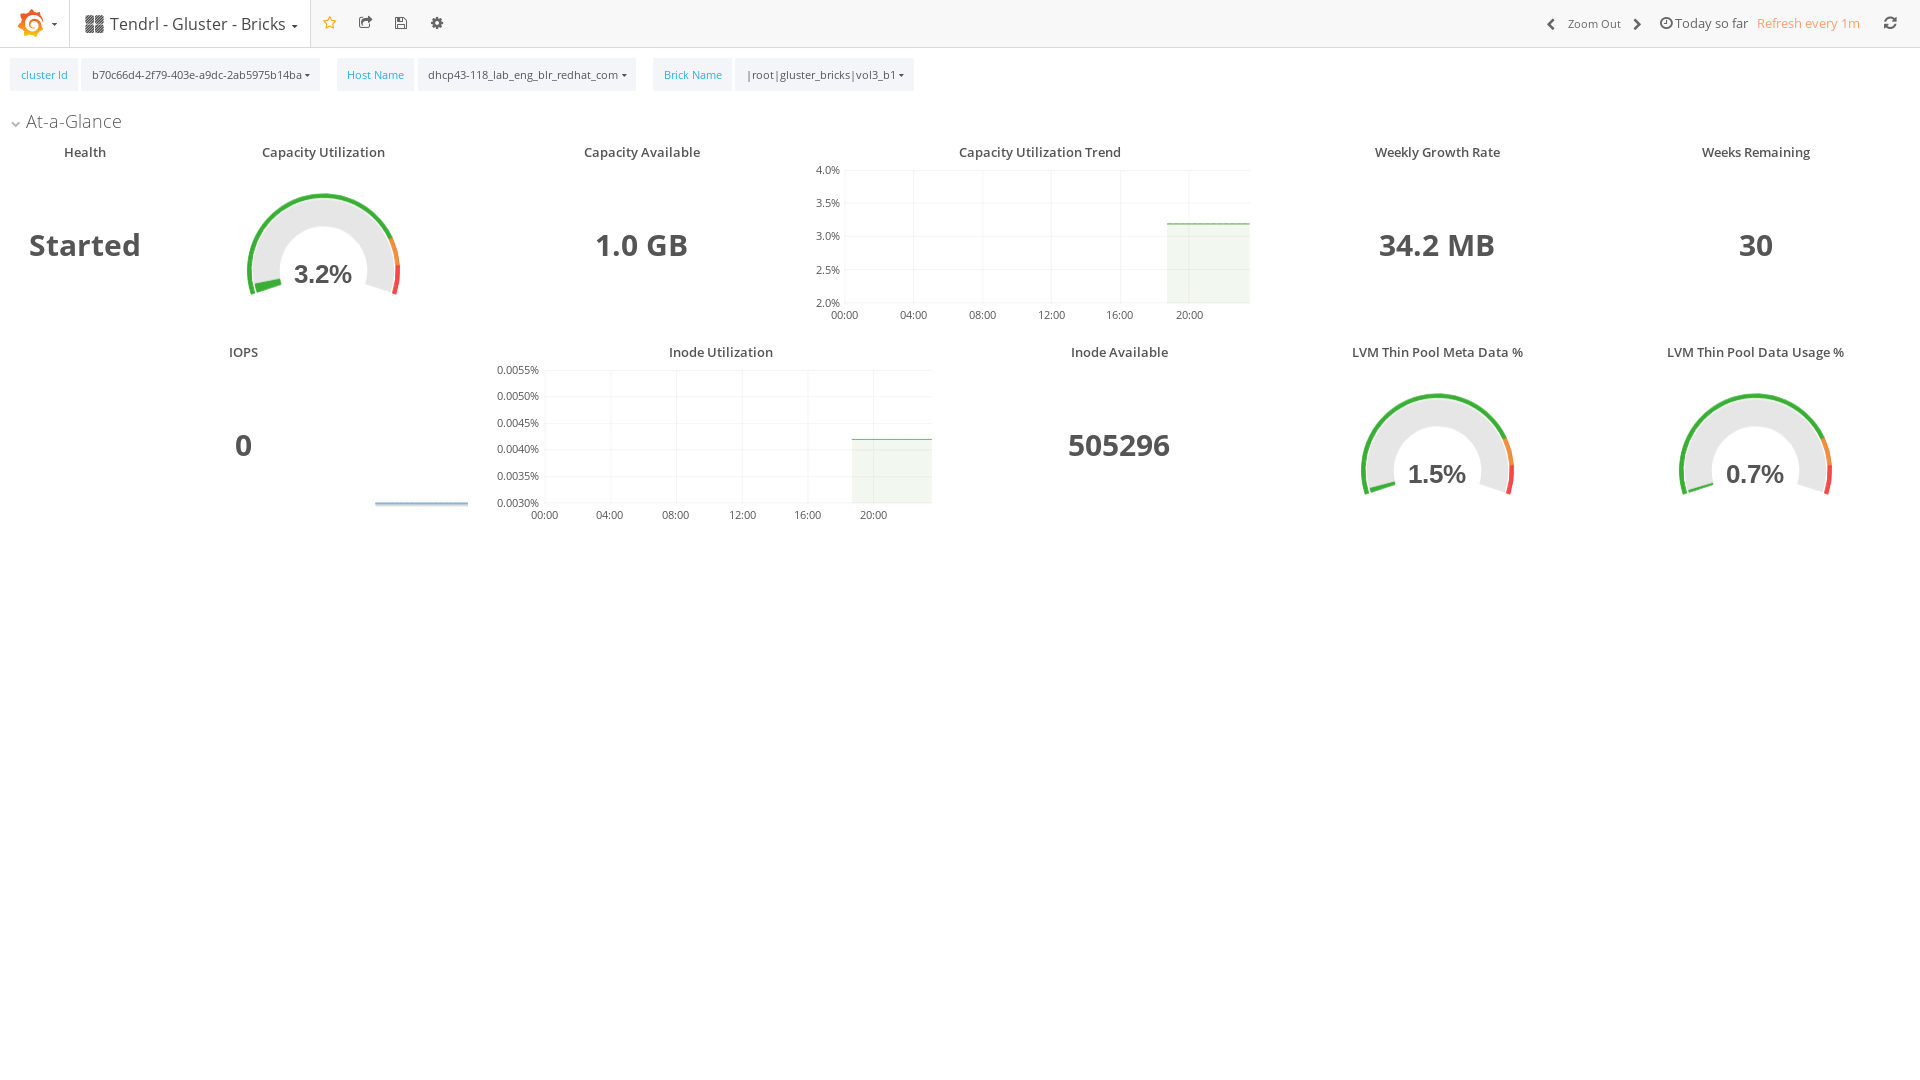 Tendrl - Gluster - Bricks
Zoom Out
Today so far Refresh every 1m
cluster Id b70c66d4-2f79-403e-a9dc-2ab5975b14ba Host Name dhcp43-118_lab_eng_blr_redhat_com Brick Name |root|gluster_bricks|vol3_b1
At-a-Glance
Health
Started
Capacity Utilization
3.2%
Capacity Available
1.0 GB
Capacity Utilization Trend
4.0%
3.5%
3.0%
2.5%
2.0%
00:00 04:00 08:00 12:00 16:00 20:00
Weekly Growth Rate
34.2 MB
Weeks Remaining
30
IOPS
0
Inode Utilization
0.0055%
0.0050%
0.0045%
0.0040%
0.0035%
0.0030%
00:00 04:00 08:00 12:00 16:00 20:00
Inode Available
505296
LVM Thin Pool Meta Data %
1.5%
LVM Thin Pool Data Usage %
0.7%